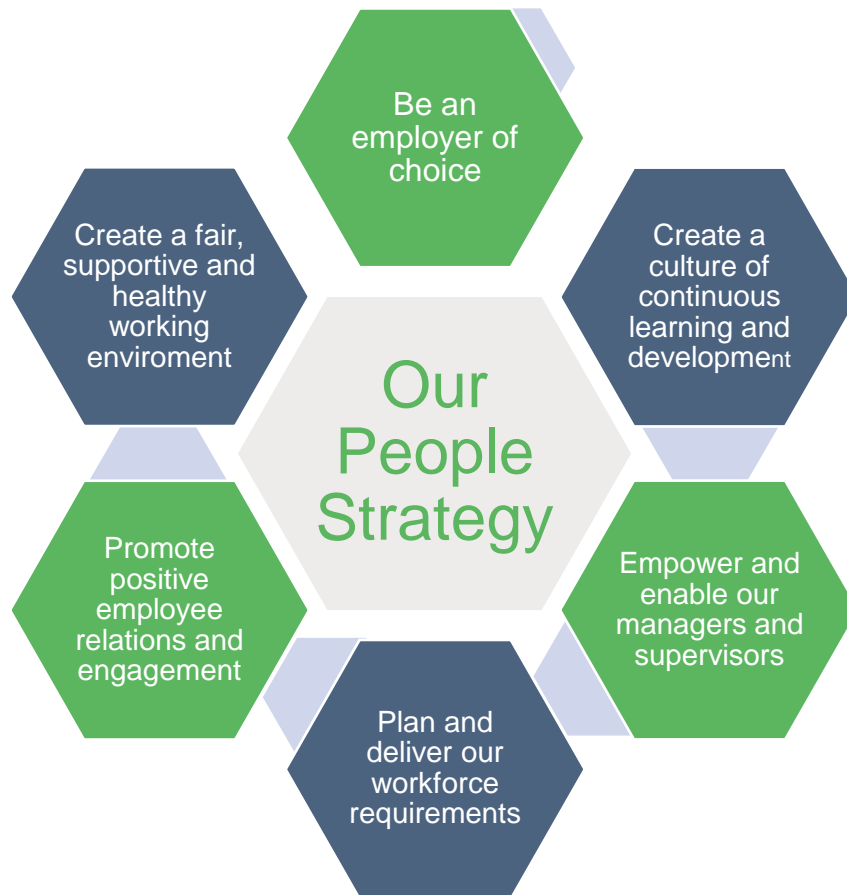 Be an
employer of
choice
Create a
culture of
continuous
learning and
development
Empower and
enable our
managers and
supervisors
Plan and
deliver our
workforce
requirements
Promote
positive
employee
relations and
engagement
Create a fair,
supportive and
healthy
working
enviroment
Our
People
Strategy